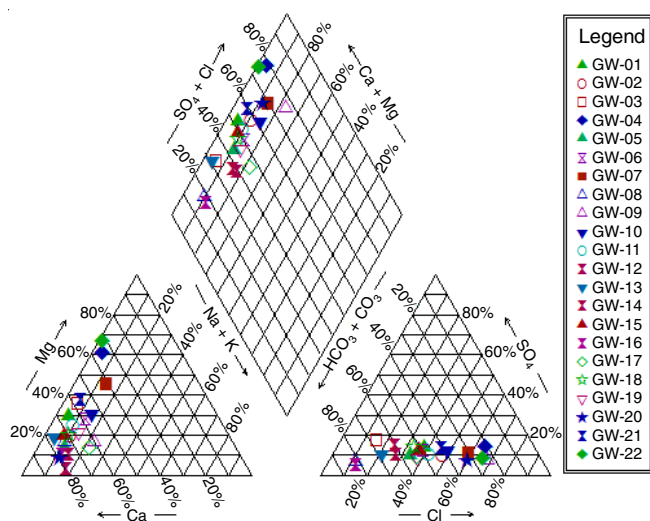 80%
80%
SO₄ + Cl
60%
40%
20%
Ca + Mg
60%
40%
20%
Mg
80%
60%
40%
20%
20%
40%
60%
80%
Na + K
HCO₃ + CO₃
80%
60%
40%
20%
SO₄
80%
60%
40%
20%
80%
60%
40%
20%
Ca
20%
40%
60%
80%
Cl
Legend
GW-01
GW-02
GW-03
GW-04
GW-05
GW-06
GW-07
GW-08
GW-09
GW-10
GW-11
GW-12
GW-13
GW-14
GW-15
GW-16
GW-17
GW-18
GW-19
GW-20
GW-21
GW-22